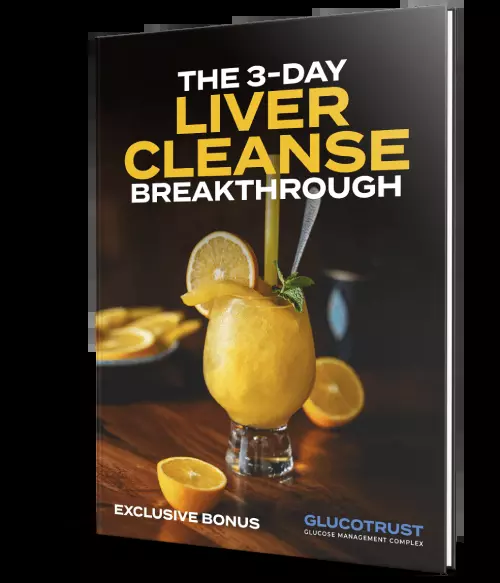 THE 3-DAY
LIVER
CLEANSE
BREAKTHROUGH
EXCLUSIVE BONUS
GLUCOTRUST
GLUCOSE MANAGEMENT COMPLEX